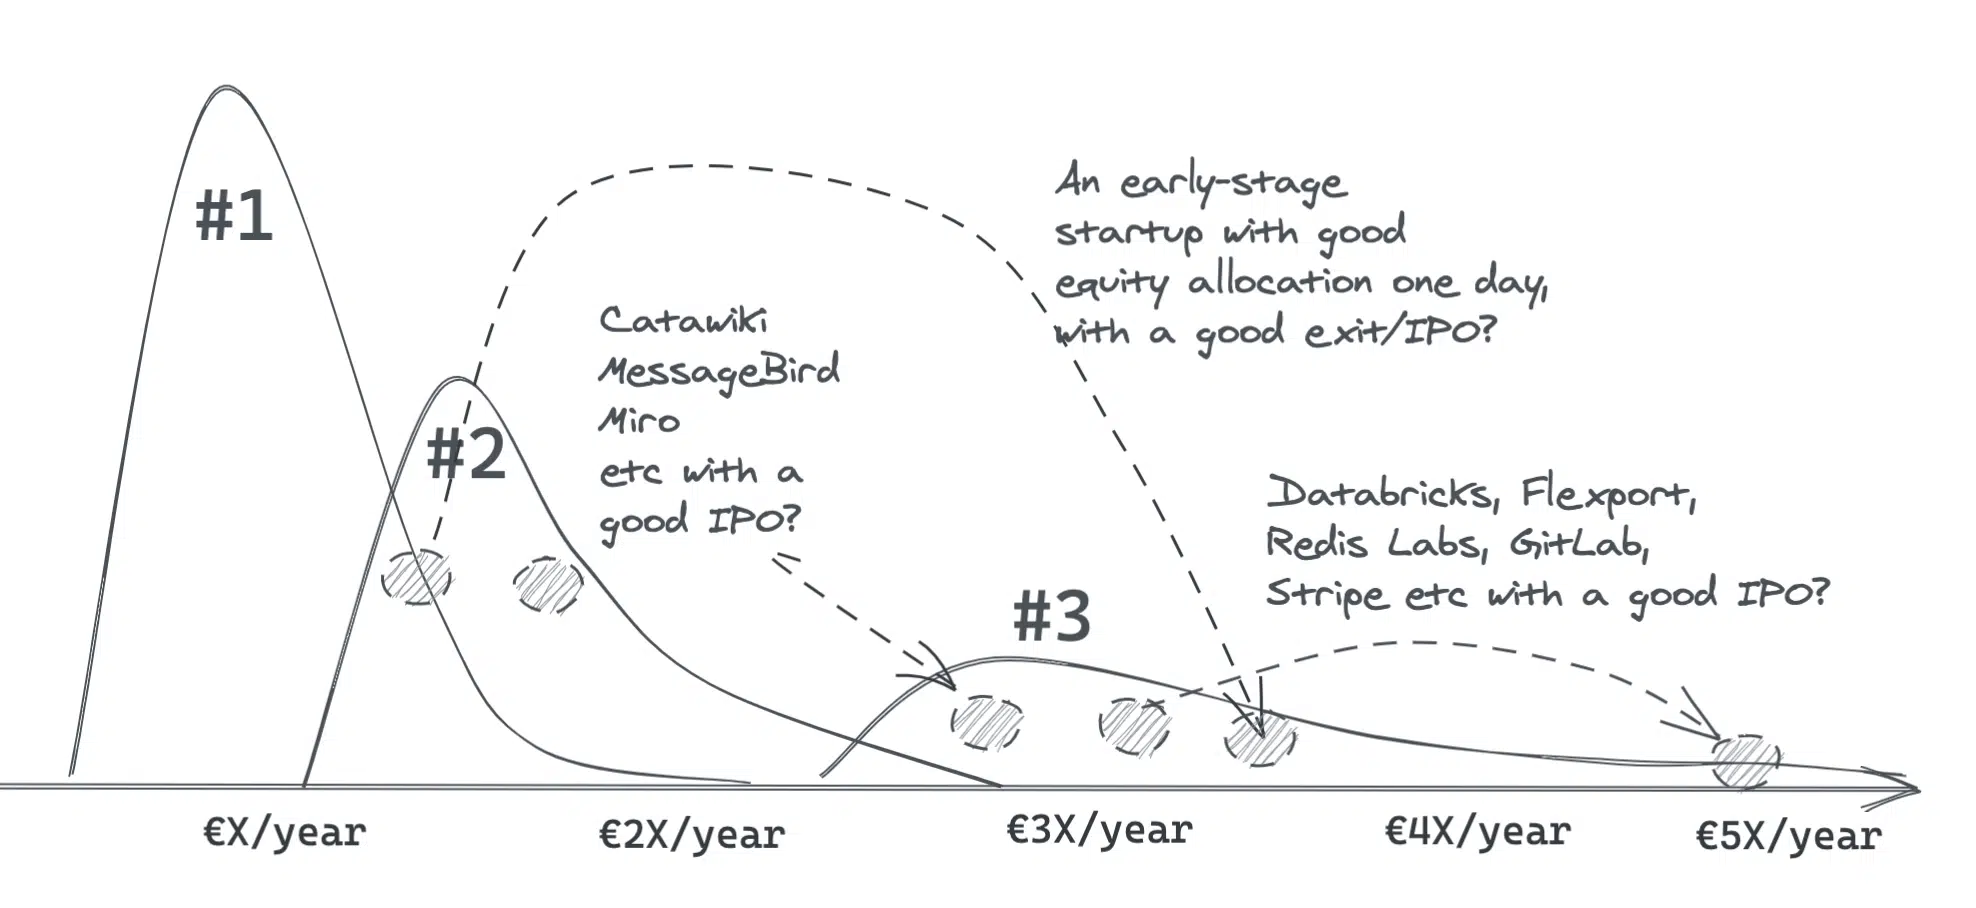 #1
#2
Catawiki
MessageBird
Miro
etc with a
good IPO?
An early-stage
startup with good
equity allocation one day,
with a good exit/IPO?
#3
Databricks, Flexport,
Redis Labs, GitLab,
Stripe etc with a good IPO?
€X/year
€2X/year
€3X/year
€4X/year
€5X/year